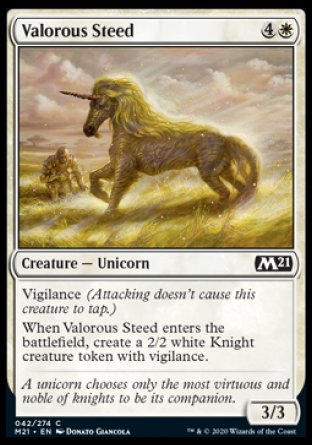 Valorous Steed 4
Creature — Unicorn M21
Vigilance (Attacking doesn't cause this
creature to tap.)
When Valorous Steed enters the
battlefield, create a 2/2 white Knight
creature token with vigilance.
A unicorn chooses only the most virtuous and
noble of knights to be its companion.
3/3
042/274 C
M21 • EN Donato Giancola
™ & © 2020 Wizards of the Coast